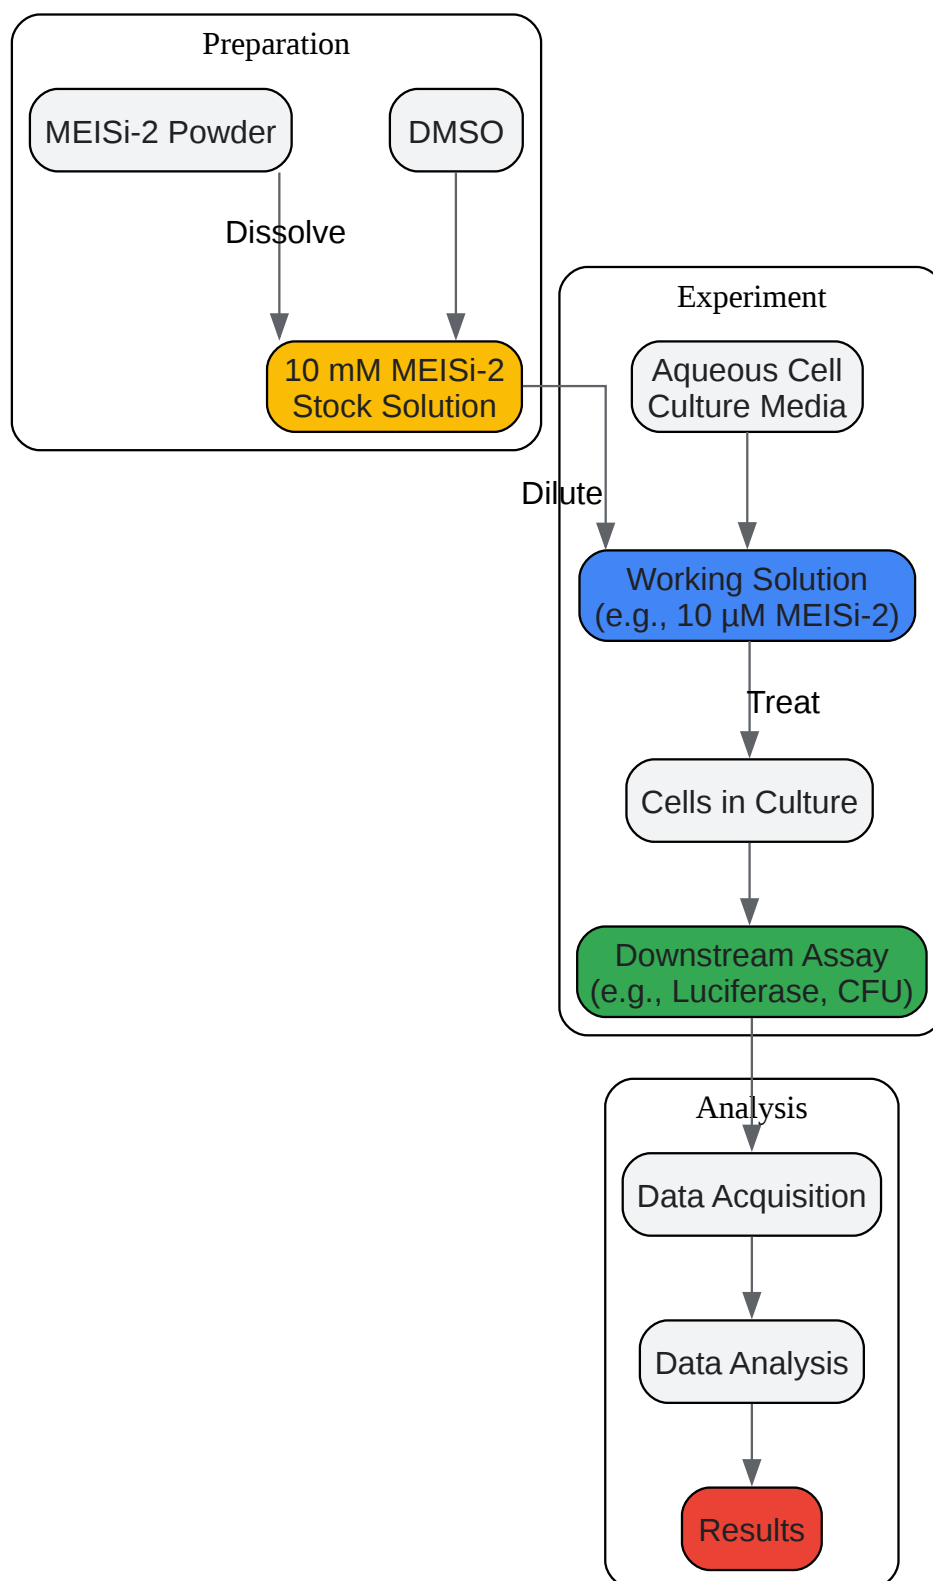 Preparation
MEISi-2 Powder
DMSO
Dissolve
10 mM MEISi-2
Stock Solution
Experiment
Aqueous Cell
Culture Media
Dilute
Working Solution
(e.g., 10 µM MEISi-2)
Treat
Cells in Culture
Downstream Assay
(e.g., Luciferase, CFU)
Analysis
Data Acquisition
Data Analysis
Results